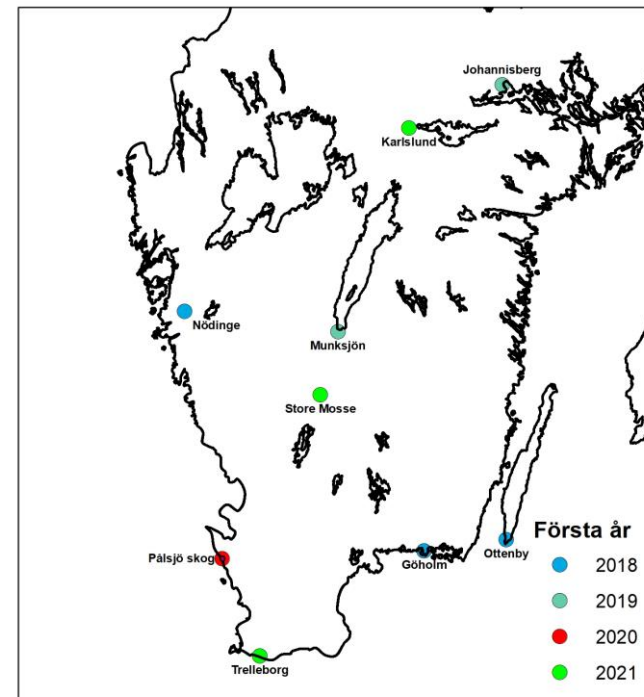 Johannisberg
Karlslund
Nödinge
Munksjön
Store Mosse
Pålsjö skog
Göholm
Ottenby
Trelleborg
Första år
2018
2019
2020
2021